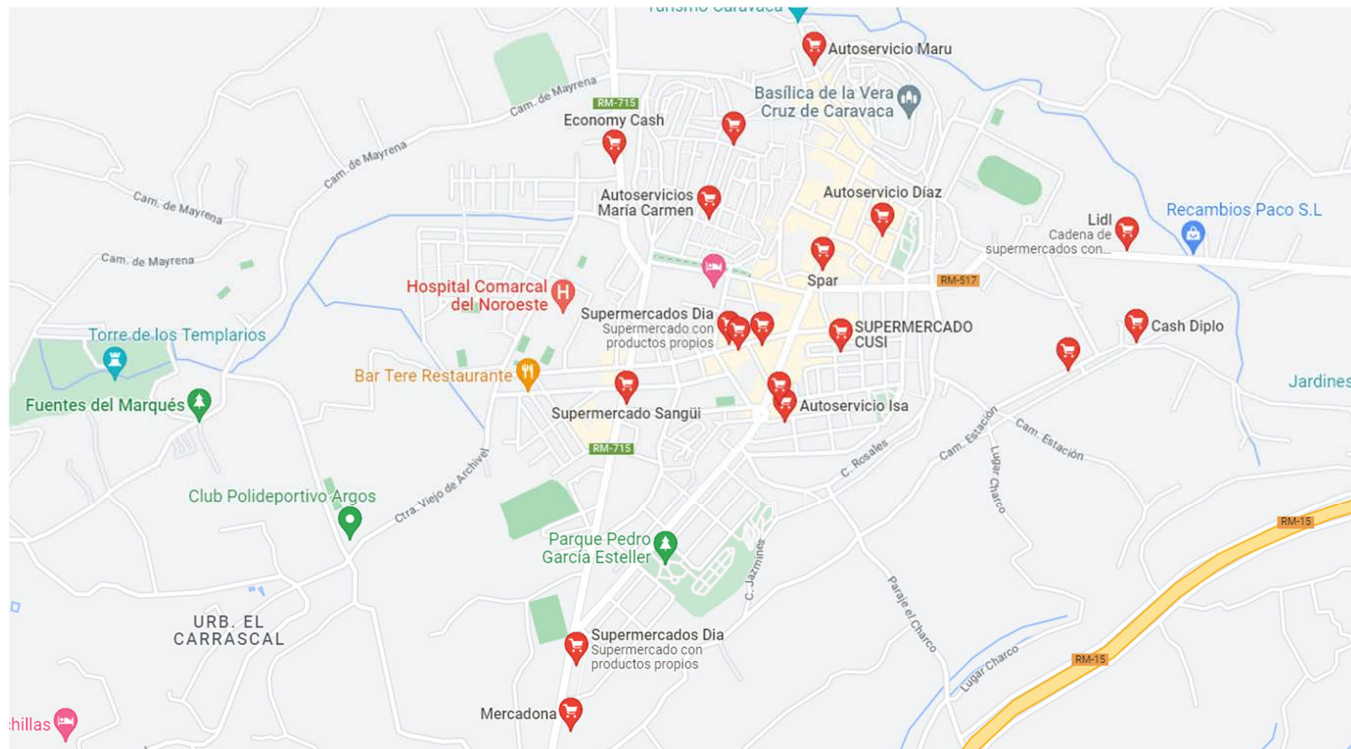 Turismo Caravaca
Autoservicio Maru
Cam. de Mayrena
RM-715
Economy Cash
Basílica de la Vera
Cruz de Caravaca
Cam. de Mayrena
Cam. de Mayrena
Autoservicios
María Carmen
Autoservicio Díaz
Lidl
Cadena de
supermercados con...
Recambios Paco S.L
Cam. de Mayrena
Hospital Comarcal
del Noroeste
Spar
RM-517
Supermercados Dia
Supermercado con
productos propios
SUPERMERCADO
CUSI
Cash Diplo
Torre de los Templarios
Bar Tere Restaurante
Jardines
Fuentes del Marqués
Supermercado Sangüi
Autoservicio Isa
RM-715
Cam. Estación
Cam. Estación
C. Rosales
Lugar Charco
Ctra. Viejo de Archivel
Club Polideportivo Argos
RM-15
Parque Pedro
García Esteller
C. Jazmines
Paraje el Charco
URB. EL
CARRASCAL
Supermercados Dia
Supermercado con
productos propios
RM-15
Lugar Charco
Mercadona
chillas